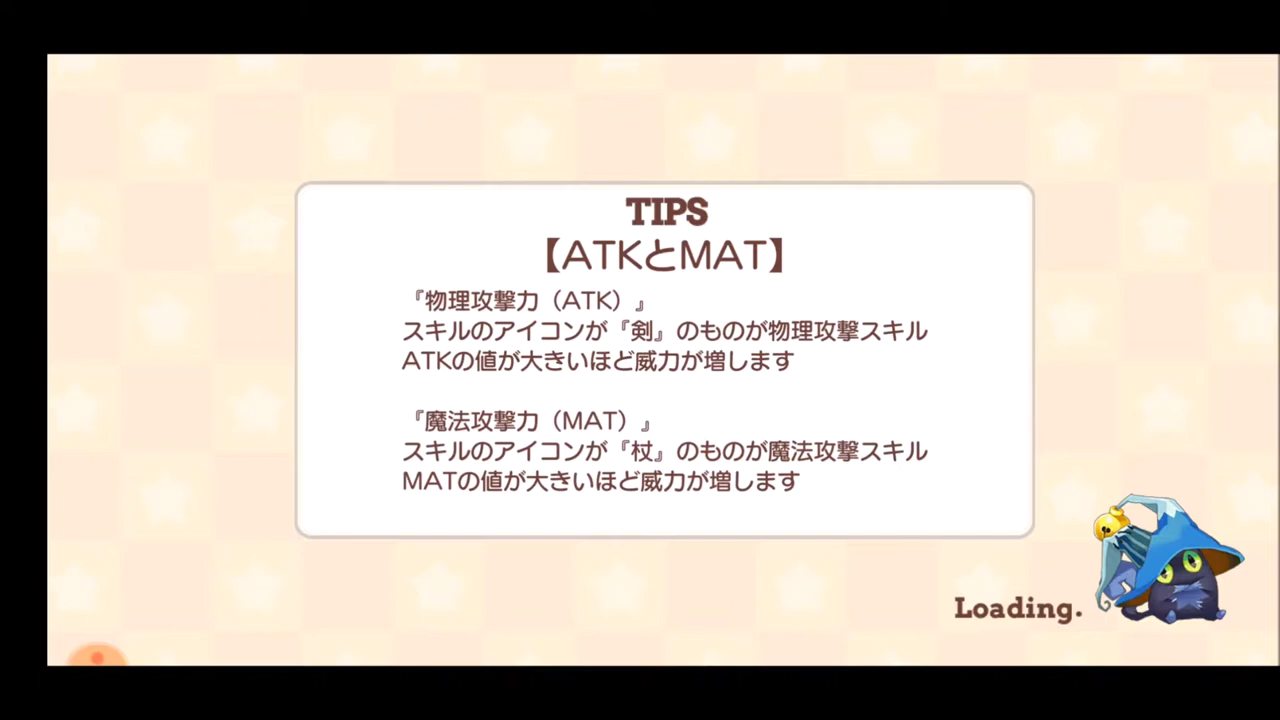 TIPS
【ATKとMAT】
『物理攻撃力（ATK）』
スキルのアイコンが『剣』のものが物理攻撃スキル
ATKの値が大きいほど威力が増します
『魔法攻撃力（MAT）』
スキルのアイコンが『杖』のものが魔法攻撃スキル
MATの値が大きいほど威力が増します
Loading.